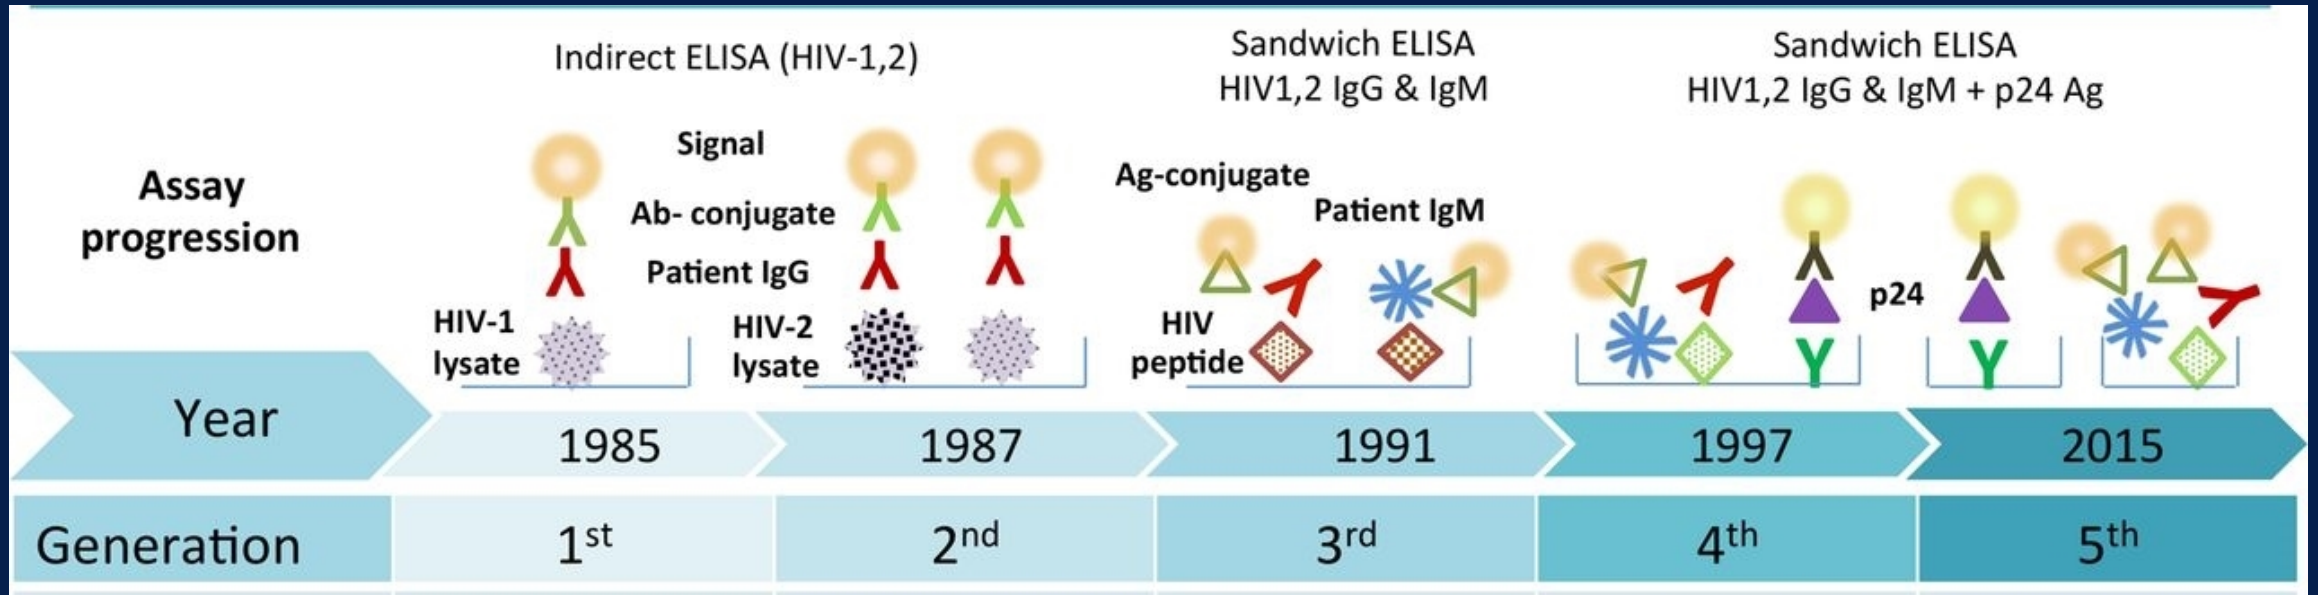 Indirect ELISA (HIV-1,2)
Sandwich ELISA
HIV1,2 IgG & IgM
Sandwich ELISA
HIV1,2 IgG & IgM + p24 Ag
Assay
progression
Signal
Ab- conjugate
Patient IgG
HIV-1
lysate
HIV-2
lysate
Ag-conjugate
Patient IgM
HIV
peptide
p24
Year
1985
1987
1991
1997
2015
Generation
1st
2nd
3rd
4th
5th